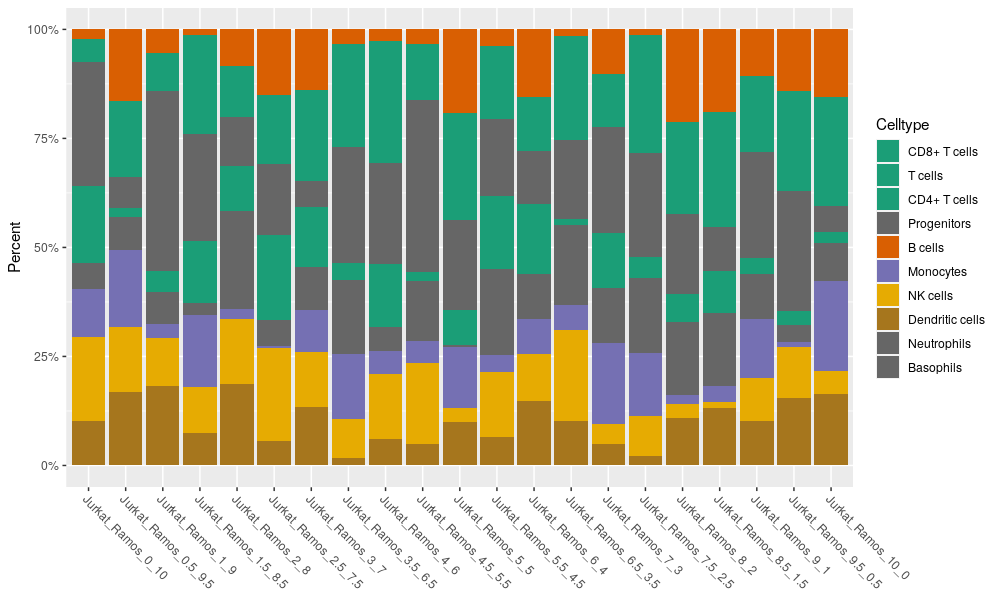 100%
75%
50%
25%
0%
Percent
Jurkat_Ramos_0_10
Jurkat_Ramos_05_9.5
Jurkat_Ramos_1_9
Jurkat_Ramos_1.5_8.5
Jurkat_Ramos_2_8
Jurkat_Ramos_2.5_7.5
Jurkat_Ramos_3_7
Jurkat_Ramos_3.5_6.5
Jurkat_Ramos_4_6
Jurkat_Ramos_4.5_5.5
Jurkat_Ramos_5_5
Jurkat_Ramos_5.5_4.5
Jurkat_Ramos_6_4
Jurkat_Ramos_6.5_3.5
Jurkat_Ramos_7_3
Jurkat_Ramos_7.5_2.5
Jurkat_Ramos_8_2
Jurkat_Ramos_8.5_1.5
Jurkat_Ramos_9_1
Jurkat_Ramos_9.5_0.5
Jurkat_Ramos_10_0
Celltype
CD8+ T cells
T cells
CD4+ T cells
Progenitors
B cells
Monocytes
NK cells
Dendritic cells
Neutrophils
Basophils